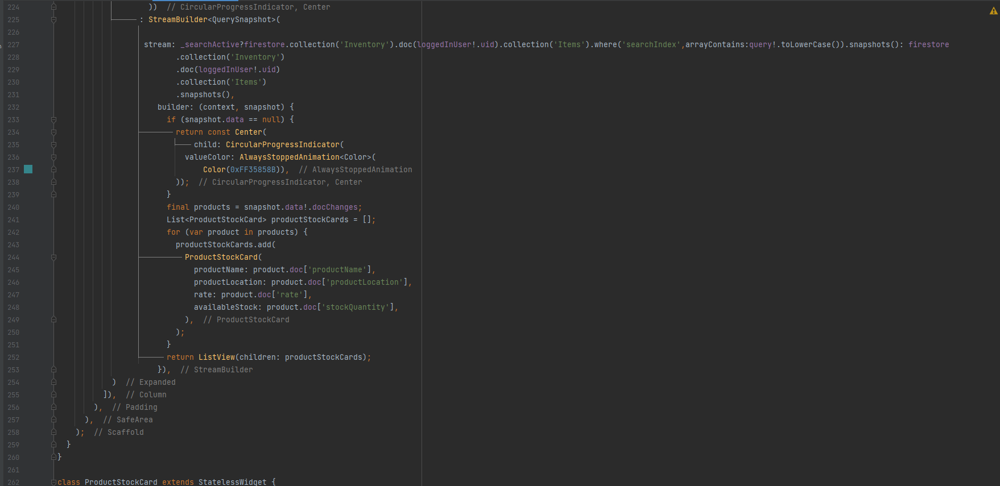 224 )) // CircularProgressIndicator, Center
225 : StreamBuilder<QuerySnapshot>(
226
227 stream: _searchActive?firestore.collection('Inventory').doc(loggedInUser!.uid).collection('Items').where('searchIndex',arrayContains:query!.toLowerCase()).snapshots(): firestore
228 .collection('Inventory')
229 .doc(loggedInUser!.uid)
230 .collection('Items')
231 .snapshots(),
232 builder: (context, snapshot) {
233 if (snapshot.data == null) {
234 return const Center(
235 child: CircularProgressIndicator(
236 valueColor: AlwaysStoppedAnimation<Color>(
237 Color(0xFF35858B)), // AlwaysStoppedAnimation
238 )); // CircularProgressIndicator, Center
239 }
240 final products = snapshot.data!.docChanges;
241 List<ProductStockCard> productStockCards = [];
242 for (var product in products) {
243 productStockCards.add(
244 ProductStockCard(
245 productName: product.doc['productName'],
246 productLocation: product.doc['productLocation'],
247 rate: product.doc['rate'],
248 availableStock: product.doc['stockQuantity'],
249 ), // ProductStockCard
250 );
251 }
252 return ListView(children: productStockCards);
253 }), // StreamBuilder
254 ) // Expanded
255 ]), // Column
256 ), // Padding
257 ), // SafeArea
258 ); // Scaffold
259 }
260 }
261
262 class ProductStockCard extends StatelessWidget {